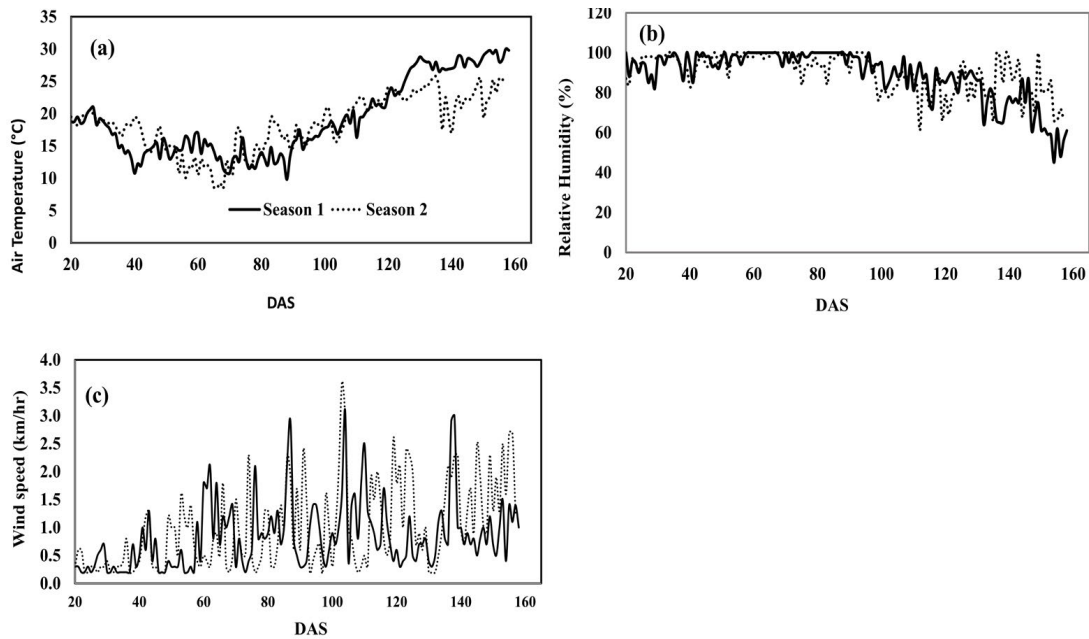 35
30
25
20
15
10
5
0
(a)
Air Temperature (°C)
Season 1
Season 2
20 40 60 80 100 120 140 160
DAS
120
100
80
60
40
20
0
(b)
Relative Humidity (%)
20 40 60 80 100 120 140 160
DAS
4.0
3.5
3.0
2.5
2.0
1.5
1.0
0.5
0.0
(c)
Wind speed (km/hr)
20 40 60 80 100 120 140 160
DAS